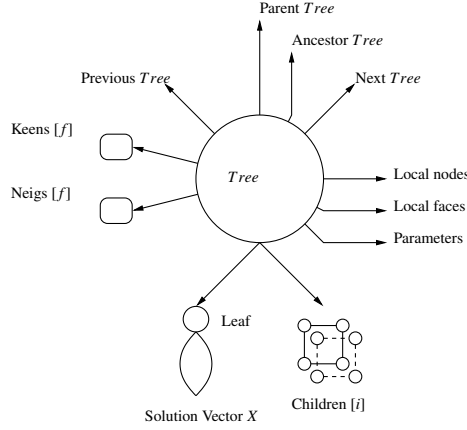 Parent Tree
Ancestor Tree
Previous Tree
Next Tree
Keens [f]
Tree
Local nodes
Neigs [f]
Local faces
Parameters
Leaf
Children [i]
Solution Vector X